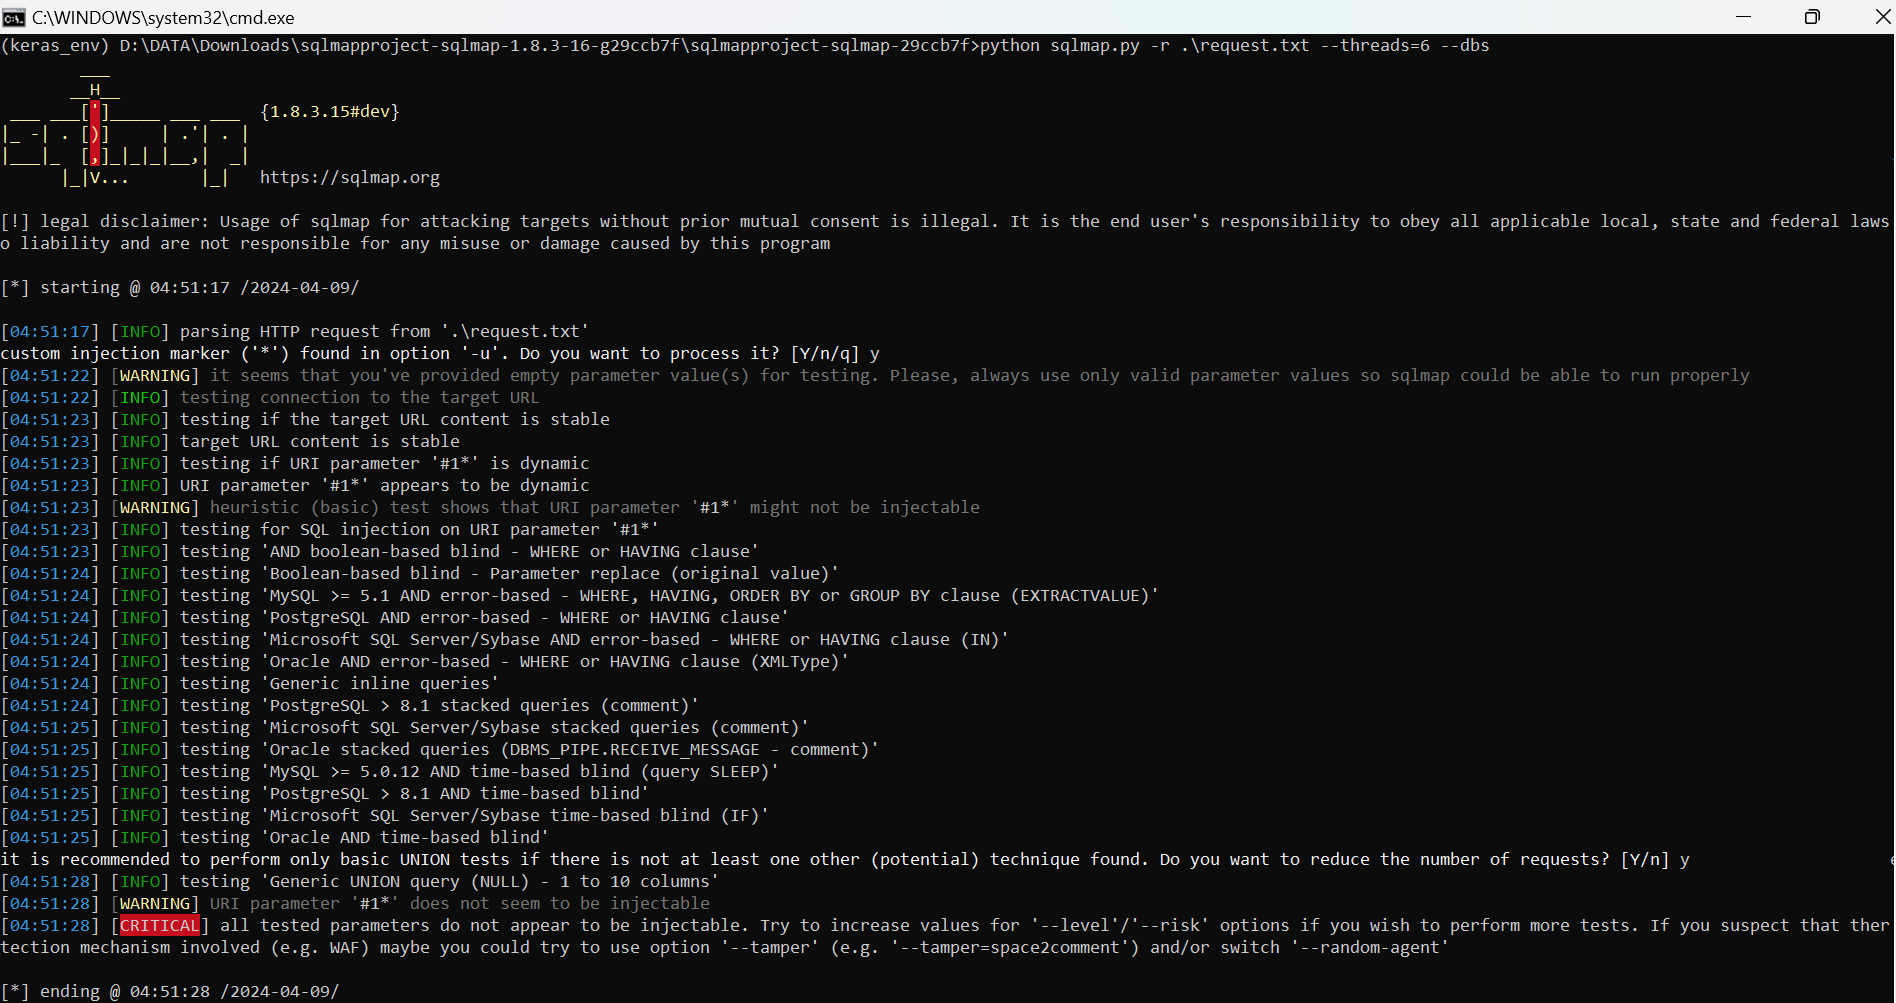 C:\WINDOWS\system32\cmd.exe
(keras_env) D:\DATA\Downloads\sqlmapproject-sqlmap-1.8.3-16-g29ccb7f\sqlmapproject-sqlmap-29ccb7f>python sqlmap.py -r .\request.txt --threads=6 --dbs
        ___
       __H__
 ___ ___[']_____ ___ ___  {1.8.3.15#dev}
|_ -| . [)]     | .'| . |
|___|_  [,]_|_|_|__,|  _|
      |_|V...       |_|   https://sqlmap.org
[!] legal disclaimer: Usage of sqlmap for attacking targets without prior mutual consent is illegal. It is the end user's responsibility to obey all applicable local, state and federal laws
o liability and are not responsible for any misuse or damage caused by this program
[*] starting @ 04:51:17 /2024-04-09/
[04:51:17] [INFO] parsing HTTP request from '.\request.txt'
custom injection marker ('*') found in option '-u'. Do you want to process it? [Y/n/q] y
[04:51:22] [WARNING] it seems that you've provided empty parameter value(s) for testing. Please, always use only valid parameter values so sqlmap could be able to run properly
[04:51:22] [INFO] testing connection to the target URL
[04:51:23] [INFO] testing if the target URL content is stable
[04:51:23] [INFO] target URL content is stable
[04:51:23] [INFO] testing if URI parameter '#1*' is dynamic
[04:51:23] [INFO] URI parameter '#1*' appears to be dynamic
[04:51:23] [WARNING] heuristic (basic) test shows that URI parameter '#1*' might not be injectable
[04:51:23] [INFO] testing for SQL injection on URI parameter '#1*'
[04:51:23] [INFO] testing 'AND boolean-based blind - WHERE or HAVING clause'
[04:51:24] [INFO] testing 'Boolean-based blind - Parameter replace (original value)'
[04:51:24] [INFO] testing 'MySQL >= 5.1 AND error-based - WHERE, HAVING, ORDER BY or GROUP BY clause (EXTRACTVALUE)'
[04:51:24] [INFO] testing 'PostgreSQL AND error-based - WHERE or HAVING clause'
[04:51:24] [INFO] testing 'Microsoft SQL Server/Sybase AND error-based - WHERE or HAVING clause (IN)'
[04:51:24] [INFO] testing 'Oracle AND error-based - WHERE or HAVING clause (XMLType)'
[04:51:24] [INFO] testing 'Generic inline queries'
[04:51:24] [INFO] testing 'PostgreSQL > 8.1 stacked queries (comment)'
[04:51:25] [INFO] testing 'Microsoft SQL Server/Sybase stacked queries (comment)'
[04:51:25] [INFO] testing 'Oracle stacked queries (DBMS_PIPE.RECEIVE_MESSAGE - comment)'
[04:51:25] [INFO] testing 'MySQL >= 5.0.12 AND time-based blind (query SLEEP)'
[04:51:25] [INFO] testing 'PostgreSQL > 8.1 AND time-based blind'
[04:51:25] [INFO] testing 'Microsoft SQL Server/Sybase time-based blind (IF)'
[04:51:25] [INFO] testing 'Oracle AND time-based blind'
it is recommended to perform only basic UNION tests if there is not at least one other (potential) technique found. Do you want to reduce the number of requests? [Y/n] y
[04:51:28] [INFO] testing 'Generic UNION query (NULL) - 1 to 10 columns'
[04:51:28] [WARNING] URI parameter '#1*' does not seem to be injectable
[04:51:28] [CRITICAL] all tested parameters do not appear to be injectable. Try to increase values for '--level'/'--risk' options if you wish to perform more tests. If you suspect that ther
tection mechanism involved (e.g. WAF) maybe you could try to use option '--tamper' (e.g. '--tamper=space2comment') and/or switch '--random-agent'
[*] ending @ 04:51:28 /2024-04-09/